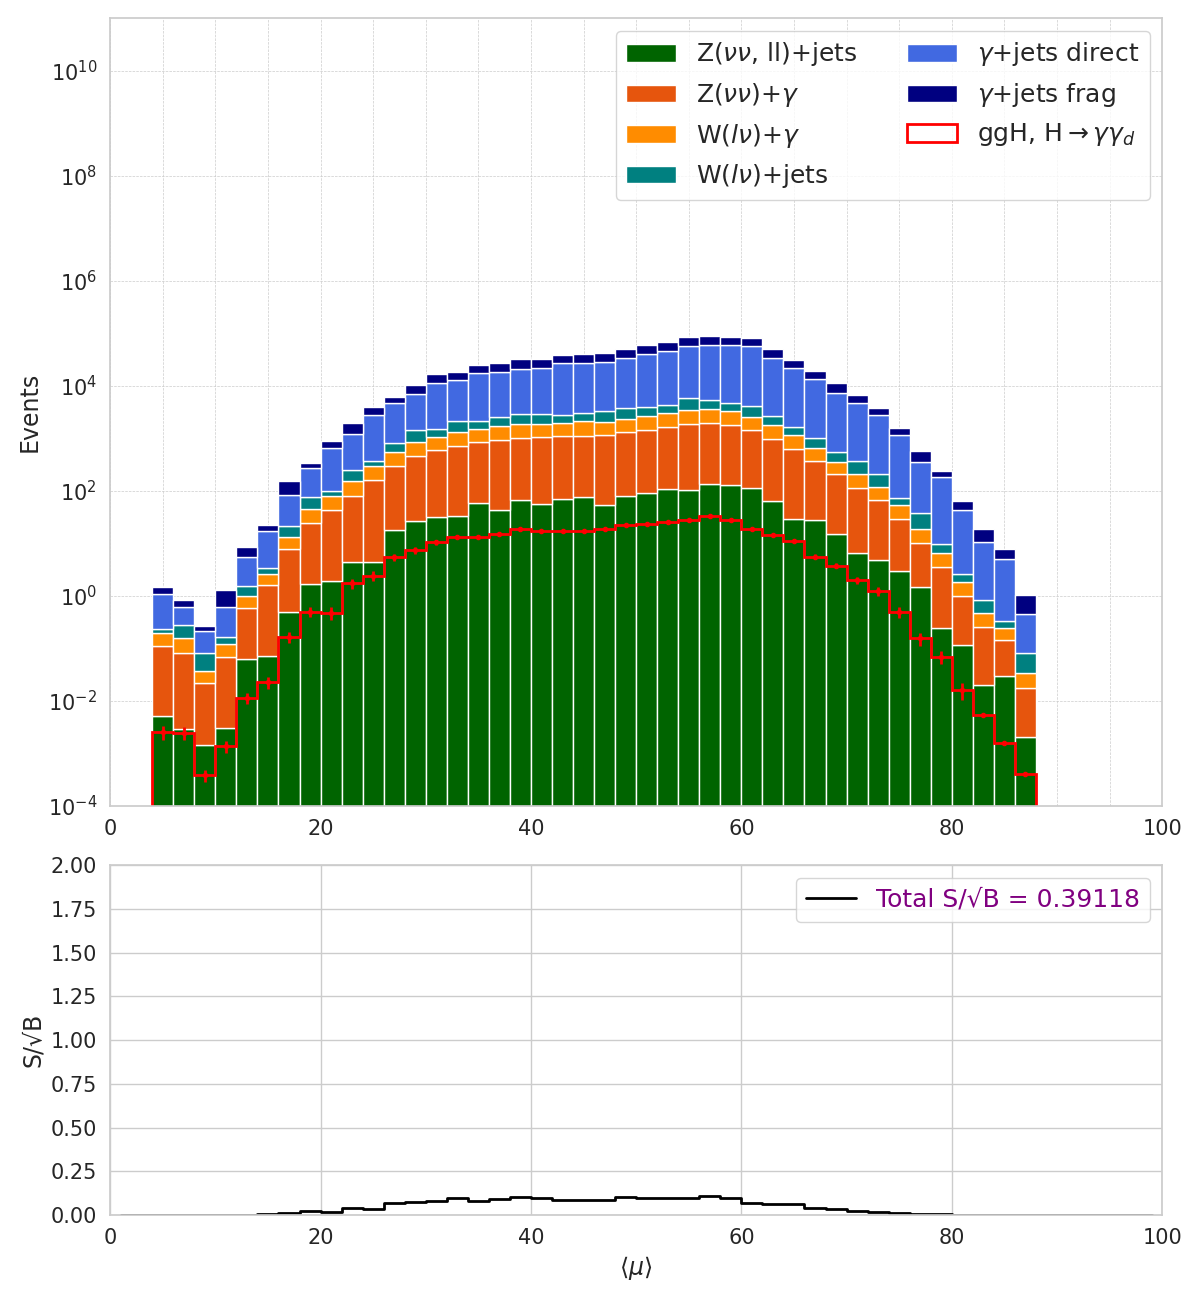 Z(νν, ll)+jets
Z(νν)+γ
W(lν)+γ
W(lν)+jets
γ+jets direct
γ+jets frag
ggH, H→γγ_d
Events
10^10
10^8
10^6
10^4
10^2
10^0
10^−2
10^−4
0 20 40 60 80 100
Total S/√B = 0.39118
S/√B
2.00
1.75
1.50
1.25
1.00
0.75
0.50
0.25
0.00
0 20 40 60 80 100
⟨μ⟩